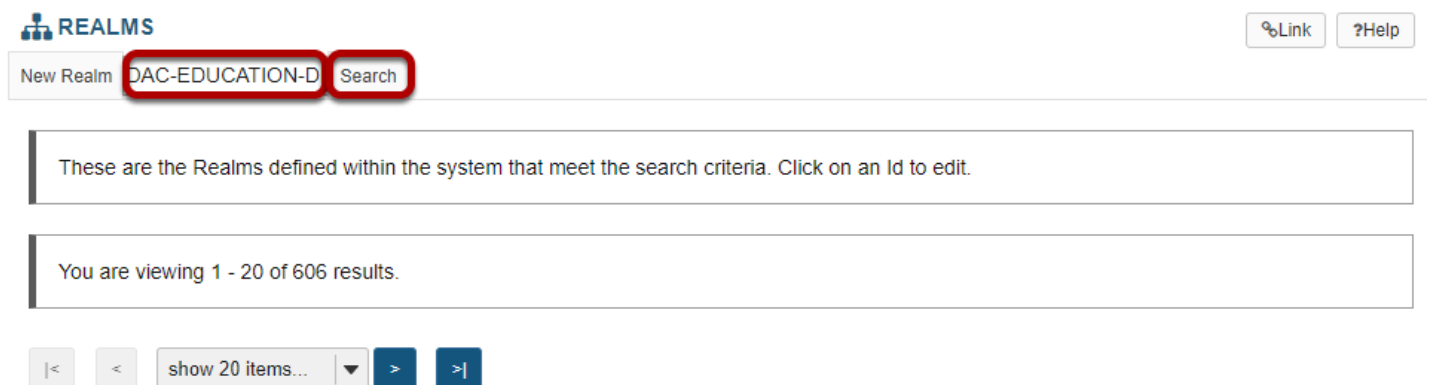 REALMS
Link ?Help
New Realm DAC-EDUCATION-D Search
These are the Realms defined within the system that meet the search criteria. Click on an Id to edit.
You are viewing 1 - 20 of 606 results.
|< < show 20 items... > >|